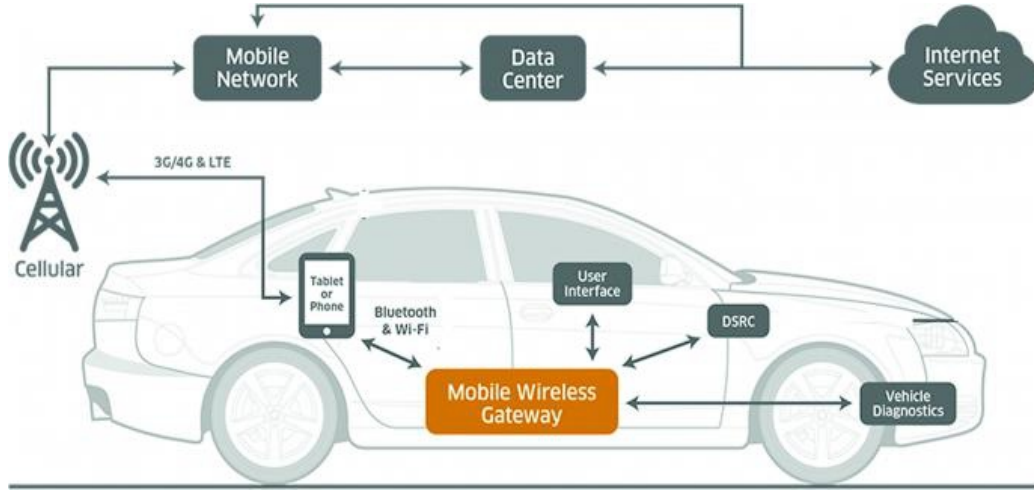 Mobile
Network
Data
Center
Internet
Services
3G/4G & LTE
Cellular
Tablet
or
Phone
Bluetooth
& Wi-Fi
User
Interface
DSRC
Mobile Wireless
Gateway
Vehicle
Diagnostics